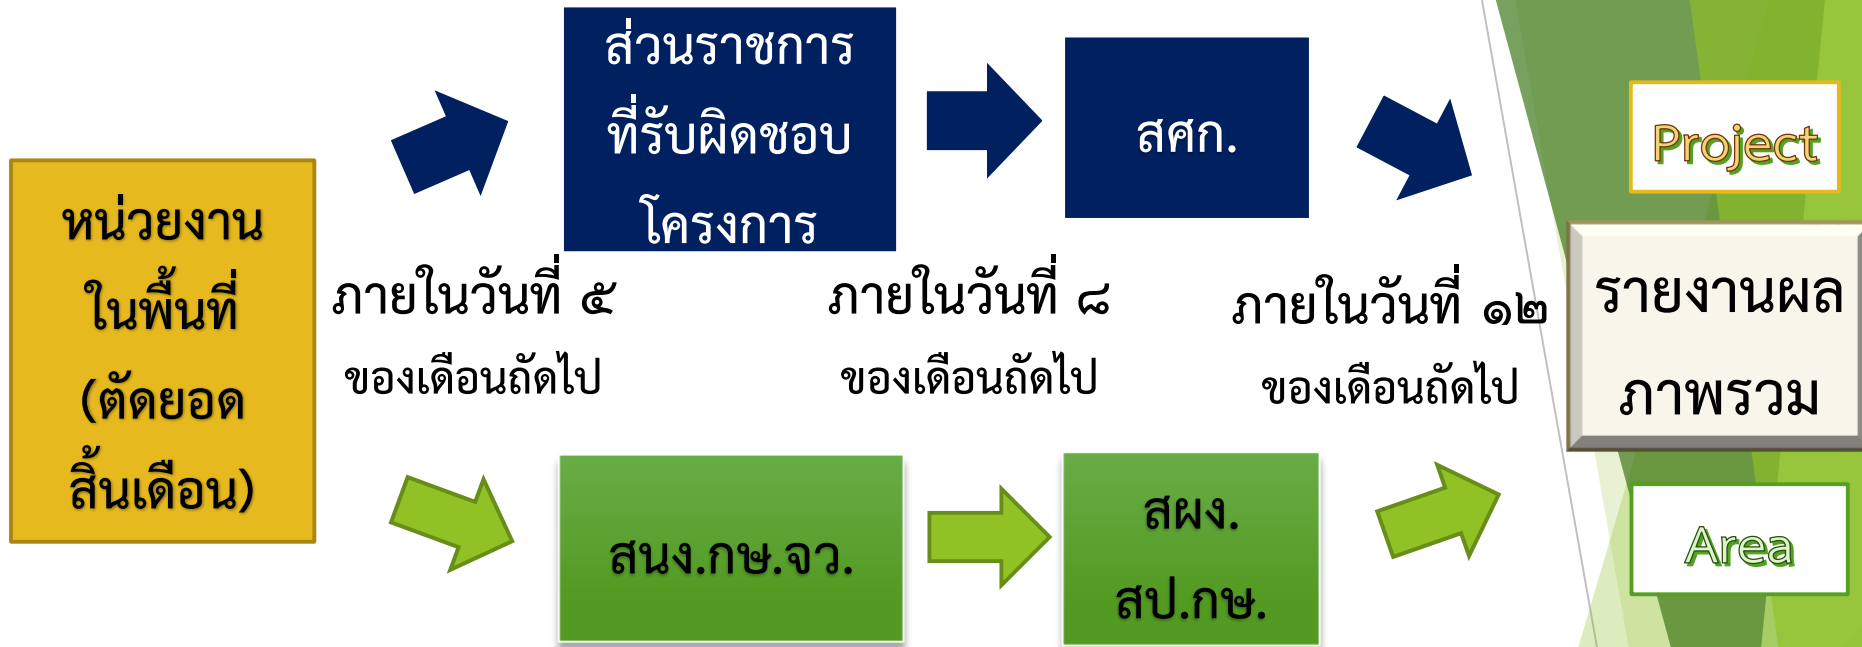 หน่วยงาน
ในพื้นที่
(ตัดยอด
สิ้นเดือน)
ส่วนราชการ
ที่รับผิดชอบ
โครงการ
สศก.
ภายในวันที่ ๕
ของเดือนถัดไป
ภายในวันที่ ๘
ของเดือนถัดไป
ภายในวันที่ ๑๒
ของเดือนถัดไป
สนง.กษ.จว.
สผง.
สป.กษ.
Project
รายงานผล
ภาพรวม
Area